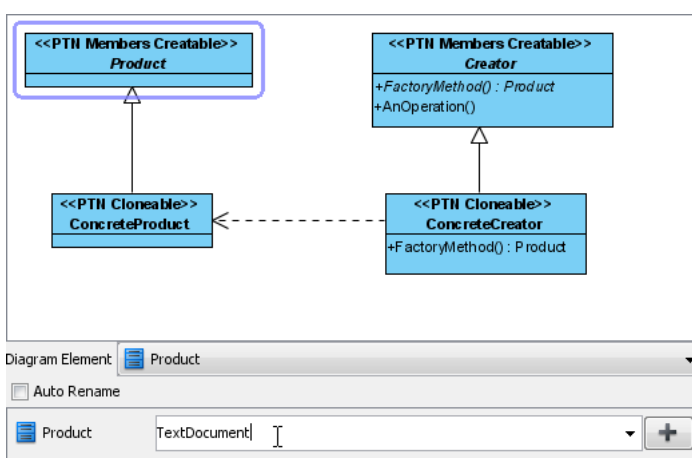 <<PTN Members Creatable>>
Product
<<PTN Members Creatable>>
Creator
+FactoryMethod() : Product
+AnOperation()
<<PTN Cloneable>>
ConcreteProduct
<<PTN Cloneable>>
ConcreteCreator
+FactoryMethod() : Product
Diagram Element Product
Auto Rename
Product TextDocument